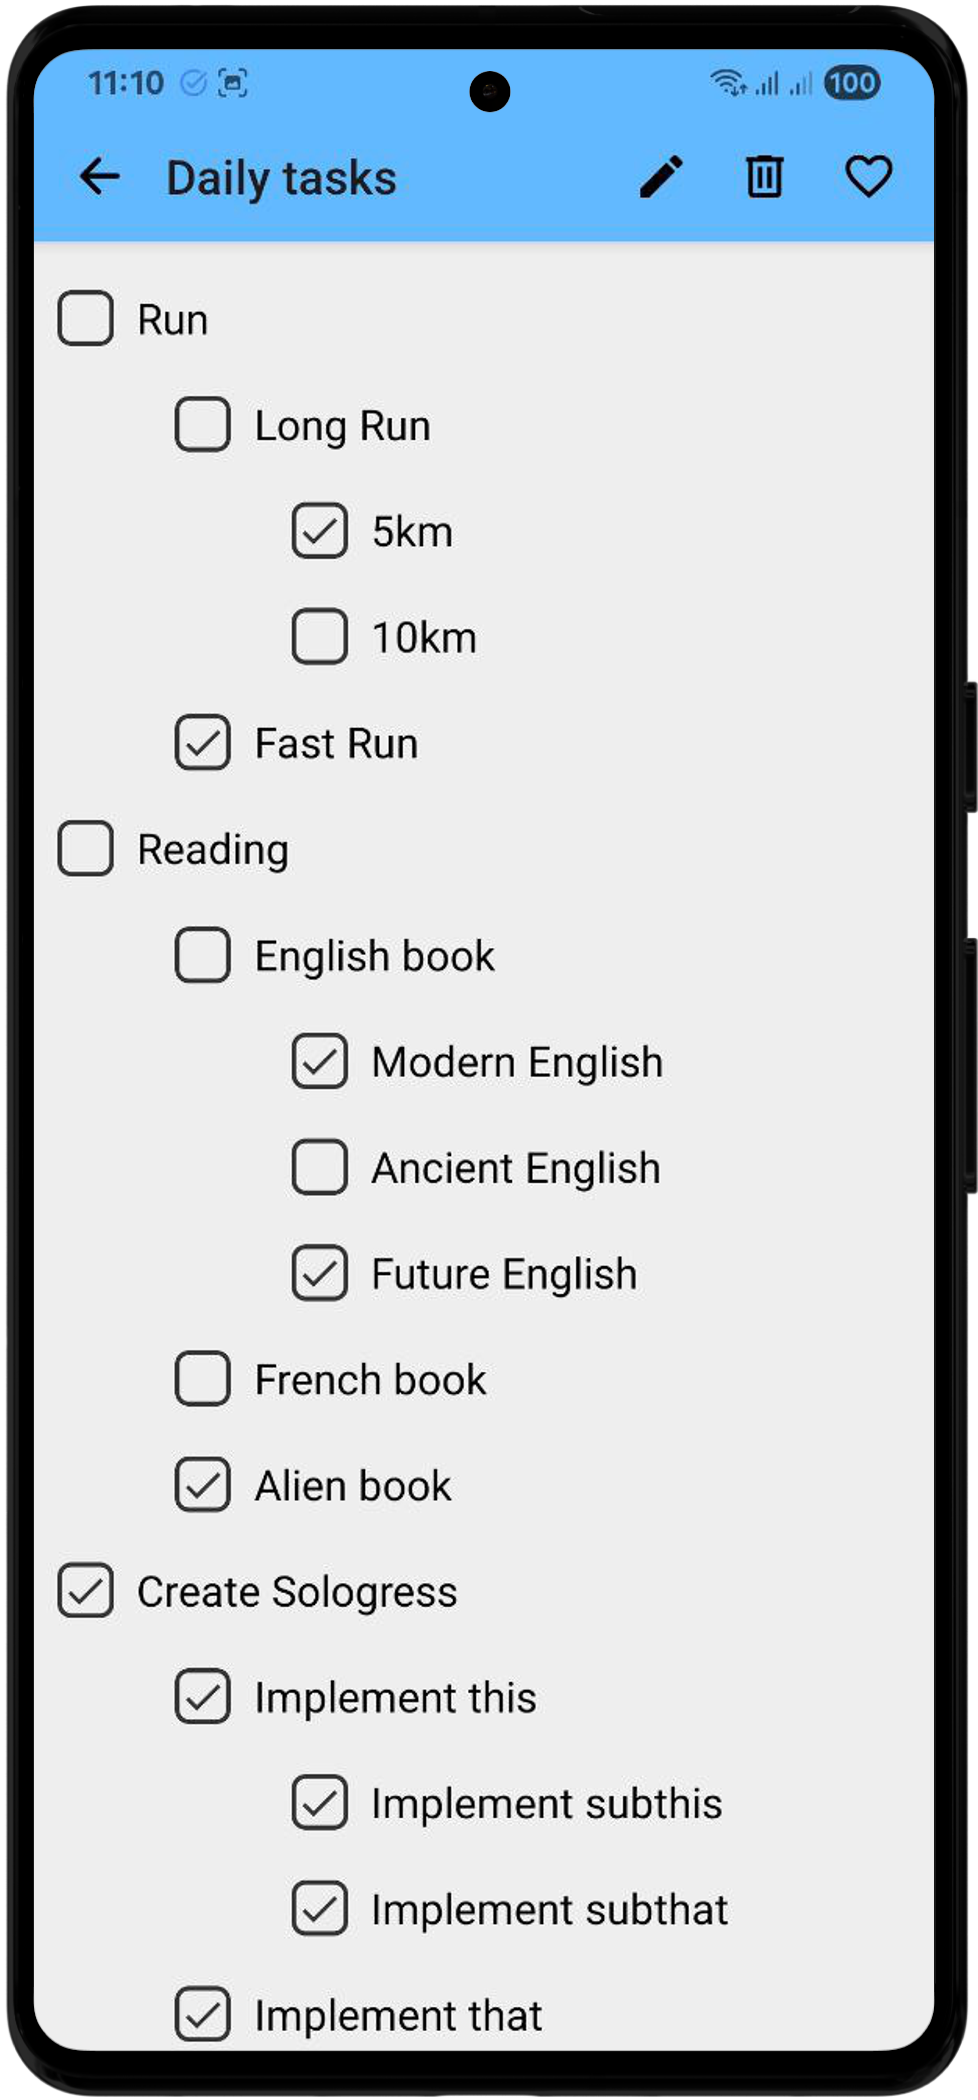 11:10 100
Daily tasks
Run
Long Run
5km
10km
Fast Run
Reading
English book
Modern English
Ancient English
Future English
French book
Alien book
Create Sologress
Implement this
Implement subthis
Implement subthat
Implement that